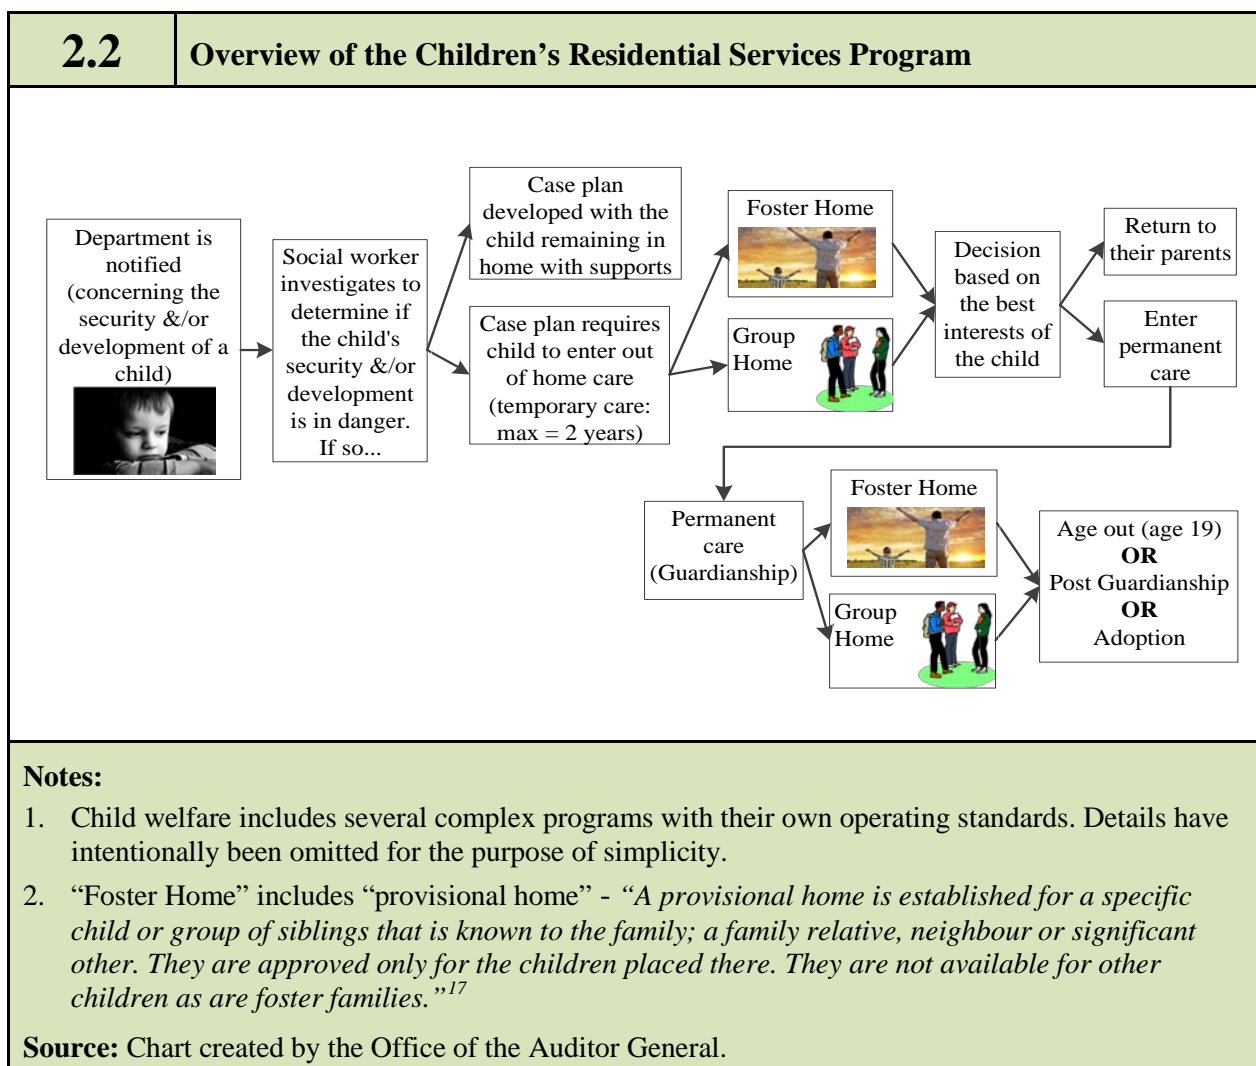 2.2
Overview of the Children’s Residential Services Program
Department is
notified
(concerning the
security &/or
development of a
child)
Social worker
investigates to
determine if
the child's
security &/or
development
is in danger.
If so...
Case plan
developed with the
child remaining in
home with supports
Case plan requires
child to enter out
of home care
(temporary care:
max = 2 years)
Foster Home
Group
Home
Decision
based on
the best
interests of
the child
Return to
their parents
Enter
permanent
care
Permanent
care
(Guardianship)
Foster Home
Group
Home
Age out (age 19)
OR
Post Guardianship
OR
Adoption
Notes:
1. Child welfare includes several complex programs with their own operating standards. Details have
intentionally been omitted for the purpose of simplicity.
2. “Foster Home” includes “provisional home” - “A provisional home is established for a specific
child or group of siblings that is known to the family; a family relative, neighbour or significant
other. They are approved only for the children placed there. They are not available for other
children as are foster families.”17
Source: Chart created by the Office of the Auditor General.